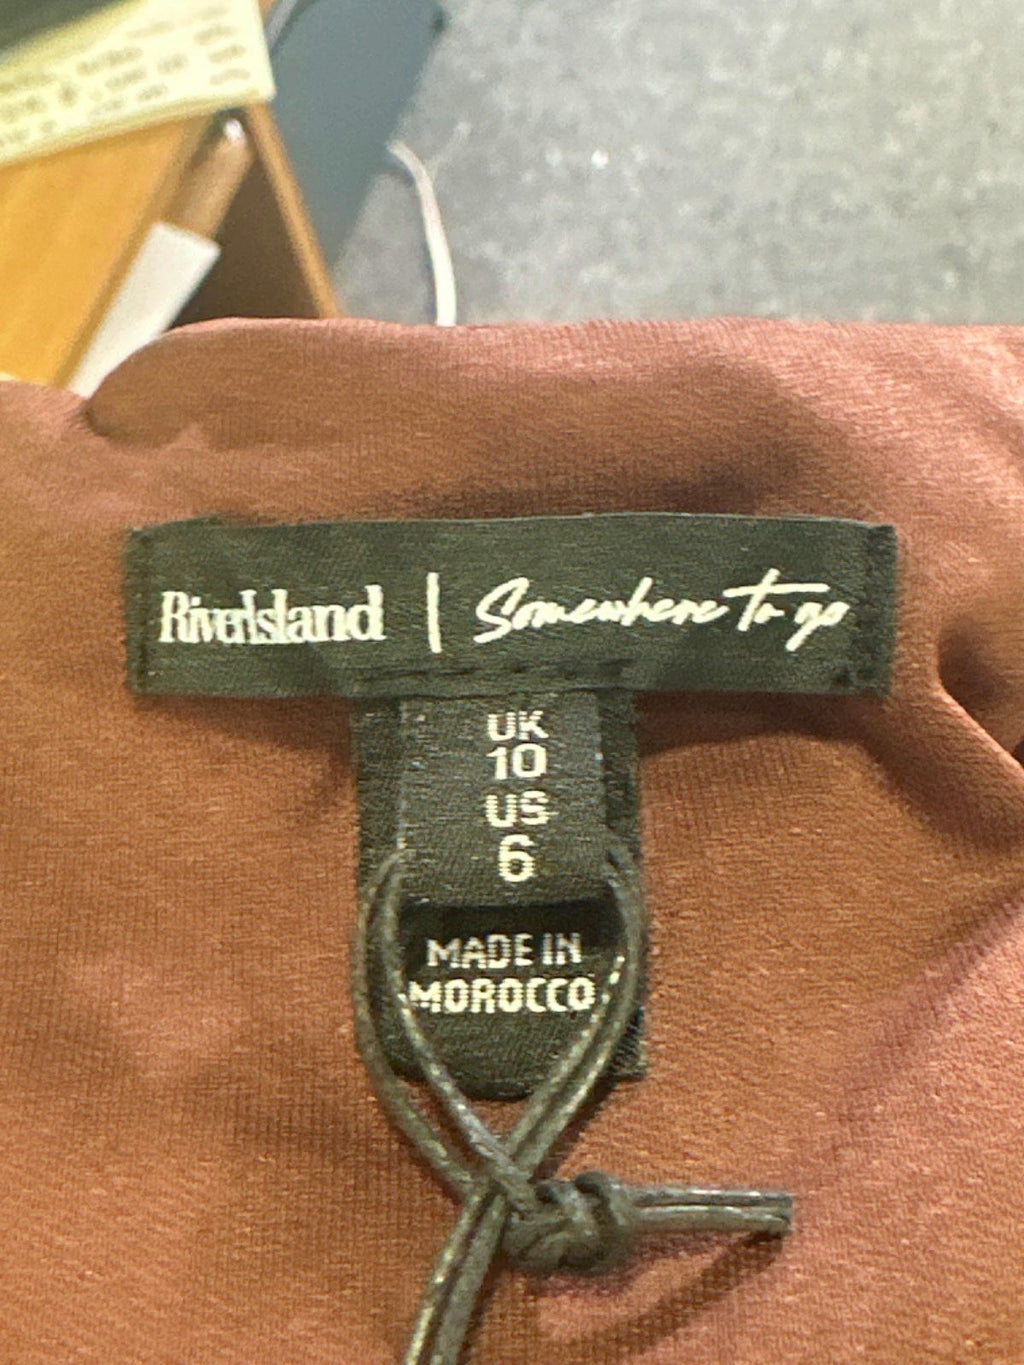 RiverIsland | Somewhere to go
UK
10
US
6
MADE IN
MOROCCO